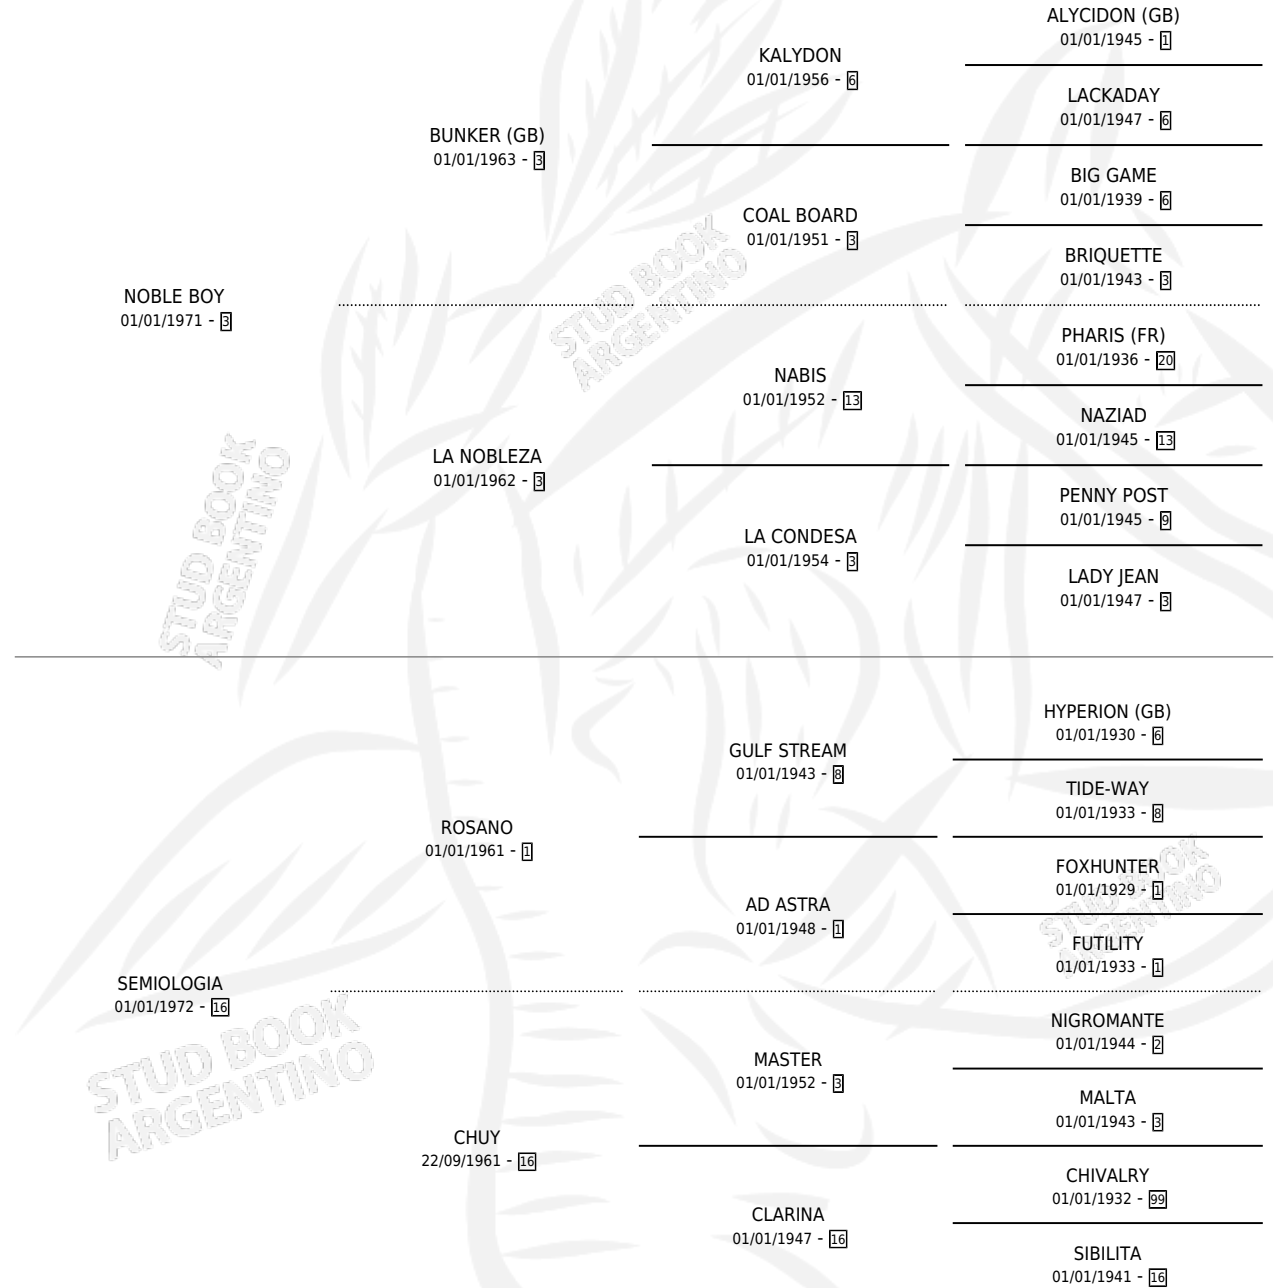 ALYCIDON (GB)
01/01/1945 - 1
KALYDON
01/01/1956 - 6
LACKADAY
01/01/1947 - 6
BUNKER (GB)
01/01/1963 - 3
BIG GAME
01/01/1939 - 6
COAL BOARD
01/01/1951 - 3
BRIQUETTE
01/01/1943 - 3
NOBLE BOY
01/01/1971 - 3
PHARIS (FR)
01/01/1936 - 20
NABIS
01/01/1952 - 13
NAZIAD
01/01/1945 - 13
LA NOBLEZA
01/01/1962 - 3
PENNY POST
01/01/1945 - 9
LA CONDESA
01/01/1954 - 3
LADY JEAN
01/01/1947 - 3
HYPERION (GB)
01/01/1930 - 6
GULF STREAM
01/01/1943 - 8
TIDE-WAY
01/01/1933 - 8
ROSANO
01/01/1961 - 1
FOXHUNTER
01/01/1929 - 1
AD ASTRA
01/01/1948 - 1
FUTILITY
01/01/1933 - 1
SEMIOLOGIA
01/01/1972 - 16
NIGROMANTE
01/01/1944 - 2
MASTER
01/01/1952 - 3
MALTA
01/01/1943 - 3
CHUY
22/09/1961 - 16
CHIVALRY
01/01/1932 - 99
CLARINA
01/01/1947 - 16
SIBILITA
01/01/1941 - 16
STUD BOOK
ARGENTINO
STUD BOOK
ARGENTINO
STUD BOOK
ARGENTINO
STUD BOOK
ARGENTINO